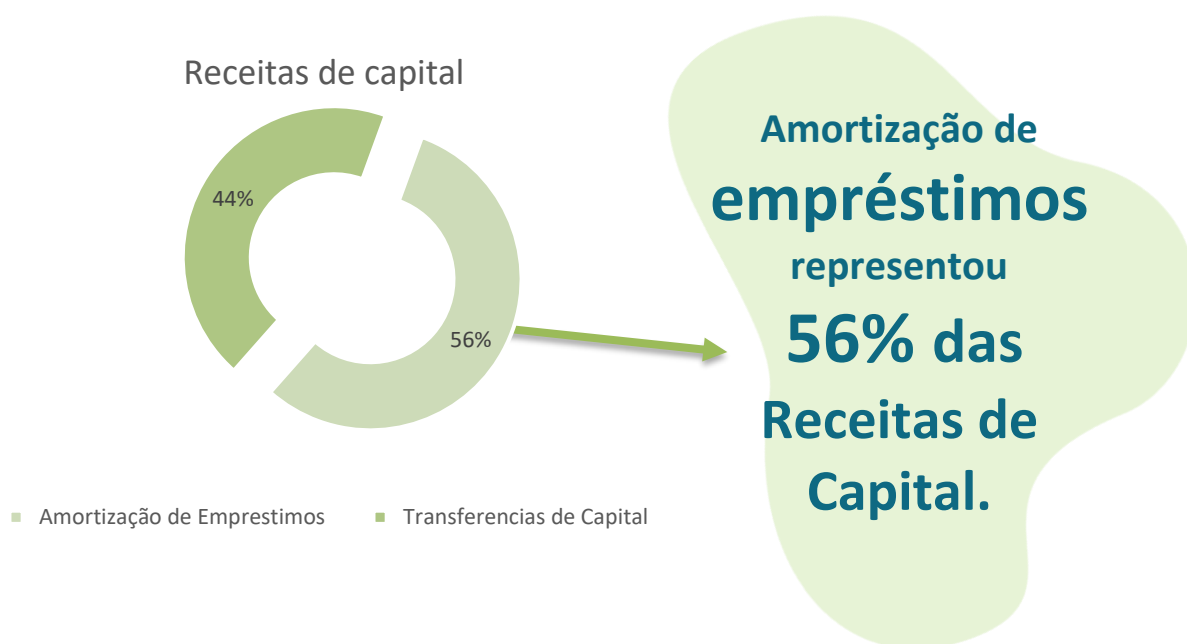 Receitas de capital
44%
56%
Amortização de Emprestimos
Transferencias de Capital
Amortização de
empréstimos
representou
56% das
Receitas de
Capital.